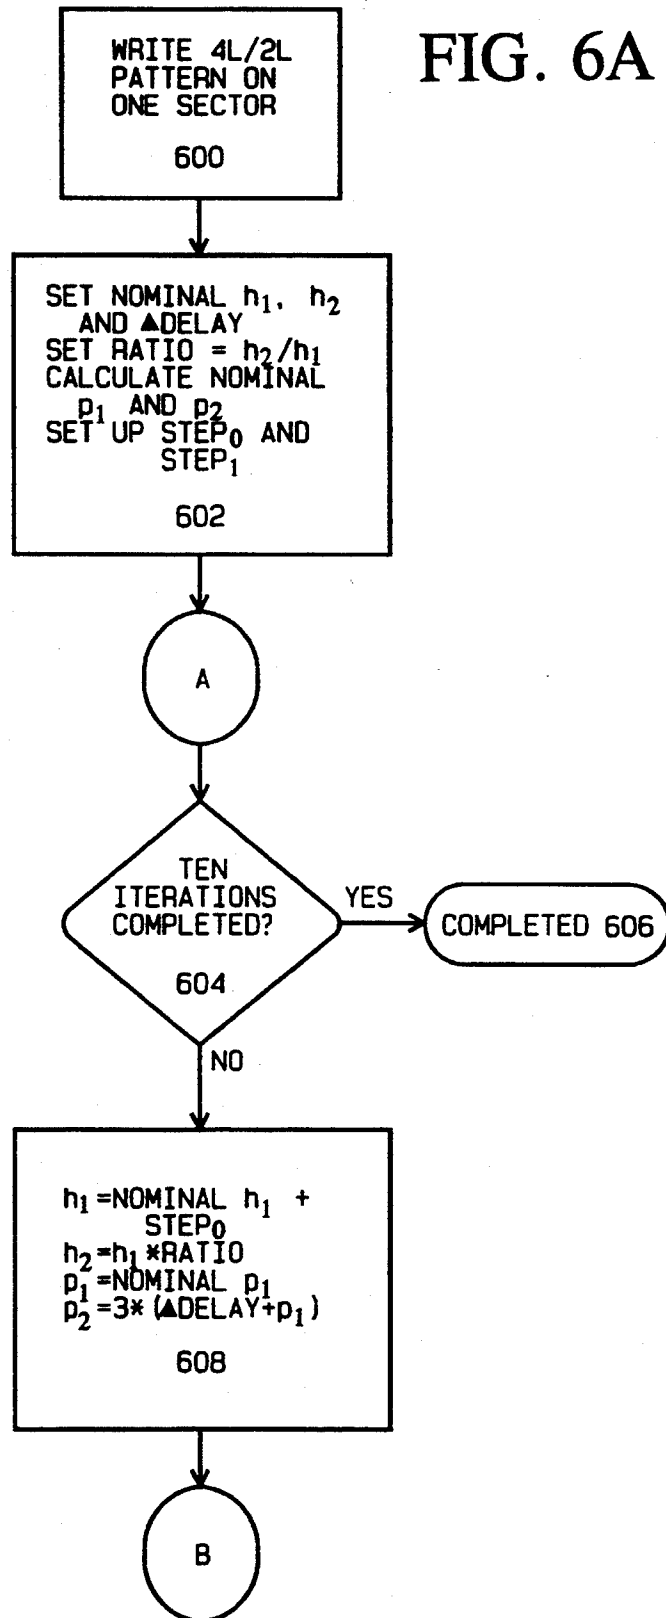 FIG. 6A
WRITE 4L/2L
PATTERN ON
ONE SECTOR
600
SET NOMINAL h₁, h₂
AND ▲DELAY
SET RATIO = h₂/h₁
CALCULATE NOMINAL
p₁ AND p₂
SET UP STEP₀ AND
STEP₁
602
A
TEN
ITERATIONS
COMPLETED?
604
YES
COMPLETED 606
NO
h₁=NOMINAL h₁ +
STEP₀
h₂=h₁*RATIO
p₁=NOMINAL p₁
p₂=3*(▲DELAY+p₁)
608
B